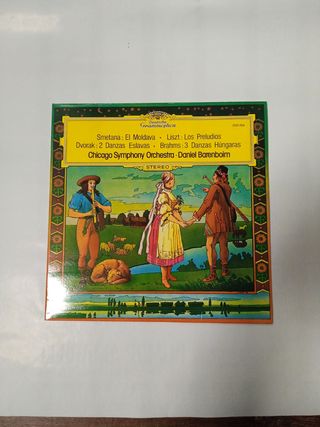 Deutsche
Grammophon
Smetana: El Moldava - Liszt: Los Preludios
Dvorak: 2 Danzas Eslavas - Brahms: 3 Danzas Húngaras
Chicago Symphony Orchestra · Daniel Barenboim
STEREO